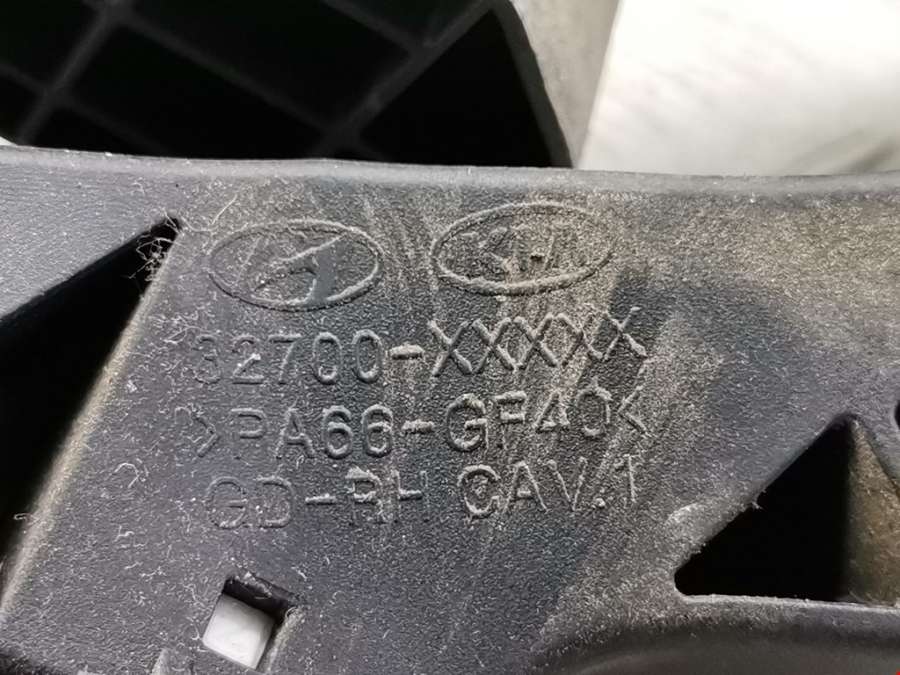 KIA
32700-XXXXX
>PA66-GF40<
GD-RH CAV.1